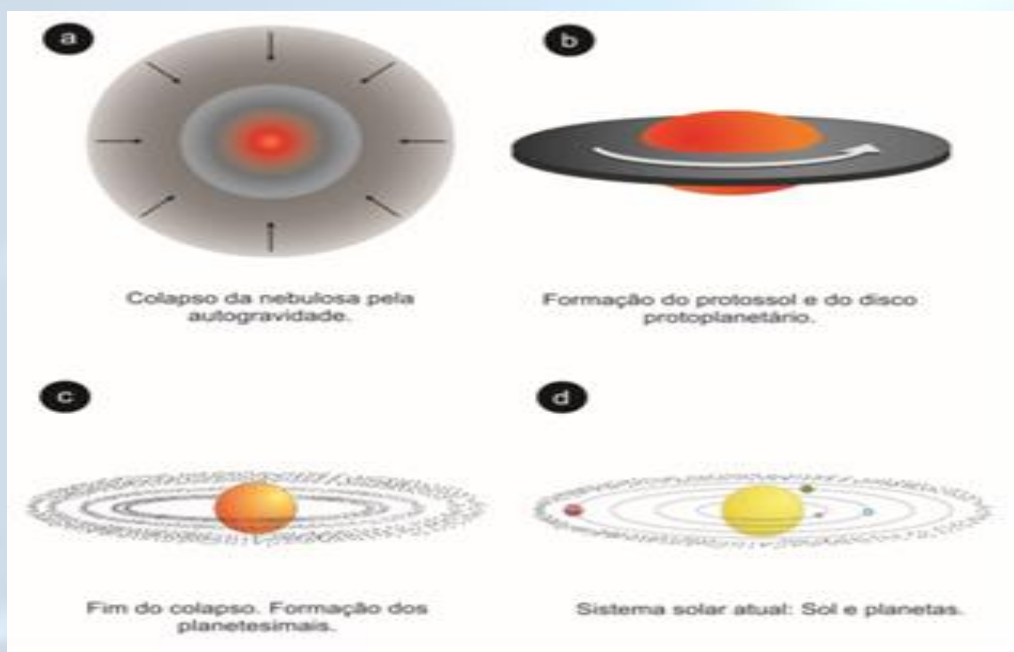 a
Colapso da nebulosa pela
autogravidade.
b
Formação do protossol e do disco
protoplanetário.
c
Fim do colapso. Formação dos
planetesimais.
d
Sistema solar atual: Sol e planetas.